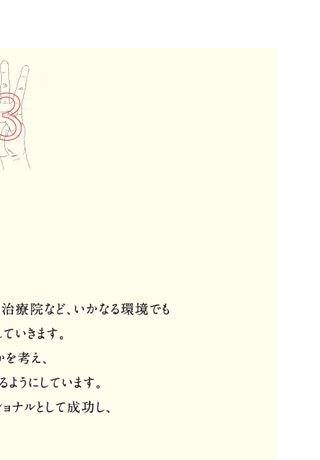 3
治療院など、いかなる環境でも
ていきます。
かを考え、
るようにしています。
ショナルとして成功し、